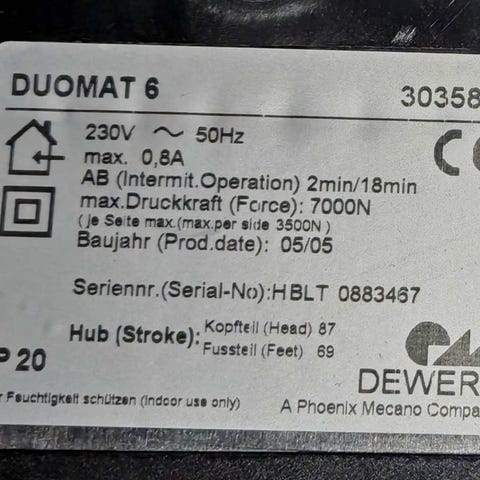 DUOMAT 6 30358
230V ~ 50Hz
max. 0,8A
CE
AB (Intermit.Operation) 2min/18min
max.Druckkraft (Force): 7000N
(je Seite max.(max.per side 3500N)
Baujahr (Prod.date): 05/05
Seriennr.(Serial-No):HBLT 0883467
Hub (Stroke): Kopfteil (Head) 87
Fussteil (Feet) 69
P 20
DEWER
r Feuchtigkeit schützen (indoor use only)
A Phoenix Mecano Compa